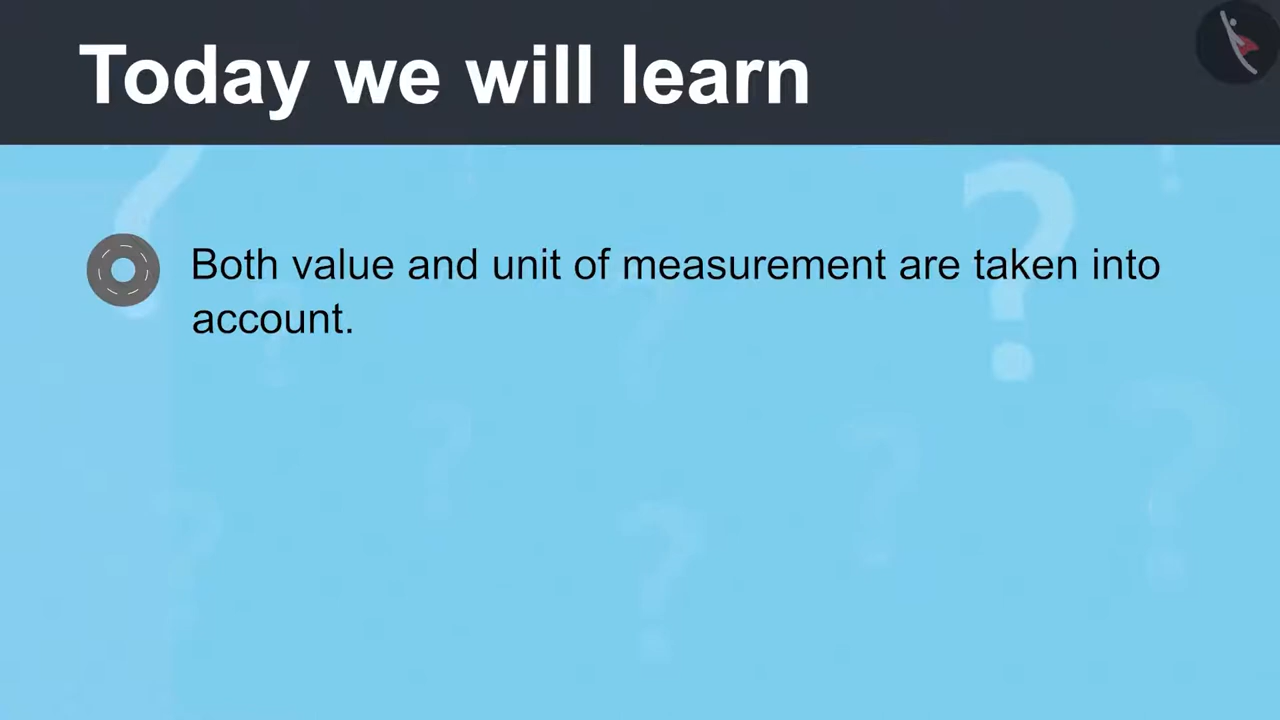 Today we will learn
Both value and unit of measurement are taken into
account.